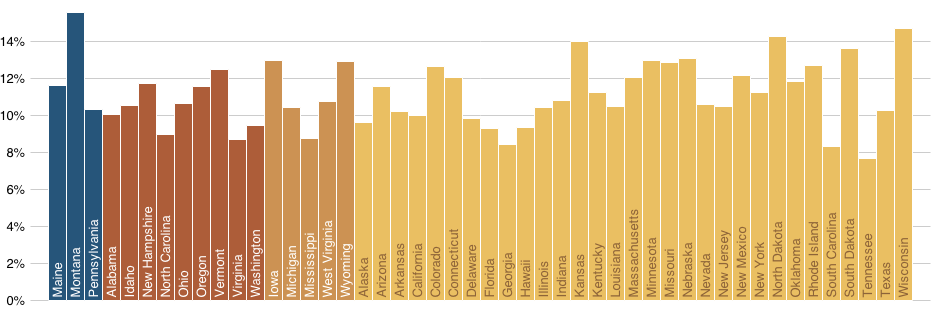 14%
12%
10%
8%
6%
4%
2%
0%
Maine
Montana
Pennsylvania
Alabama
Idaho
New Hampshire
North Carolina
Ohio
Oregon
Vermont
Virginia
Washington
Iowa
Michigan
Mississippi
West Virginia
Wyoming
Alaska
Arizona
Arkansas
California
Colorado
Connecticut
Delaware
Florida
Georgia
Hawaii
Illinois
Indiana
Kansas
Kentucky
Louisiana
Massachusetts
Minnesota
Missouri
Nebraska
Nevada
New Jersey
New Mexico
New York
North Dakota
Oklahoma
Rhode Island
South Carolina
South Dakota
Tennessee
Texas
Wisconsin